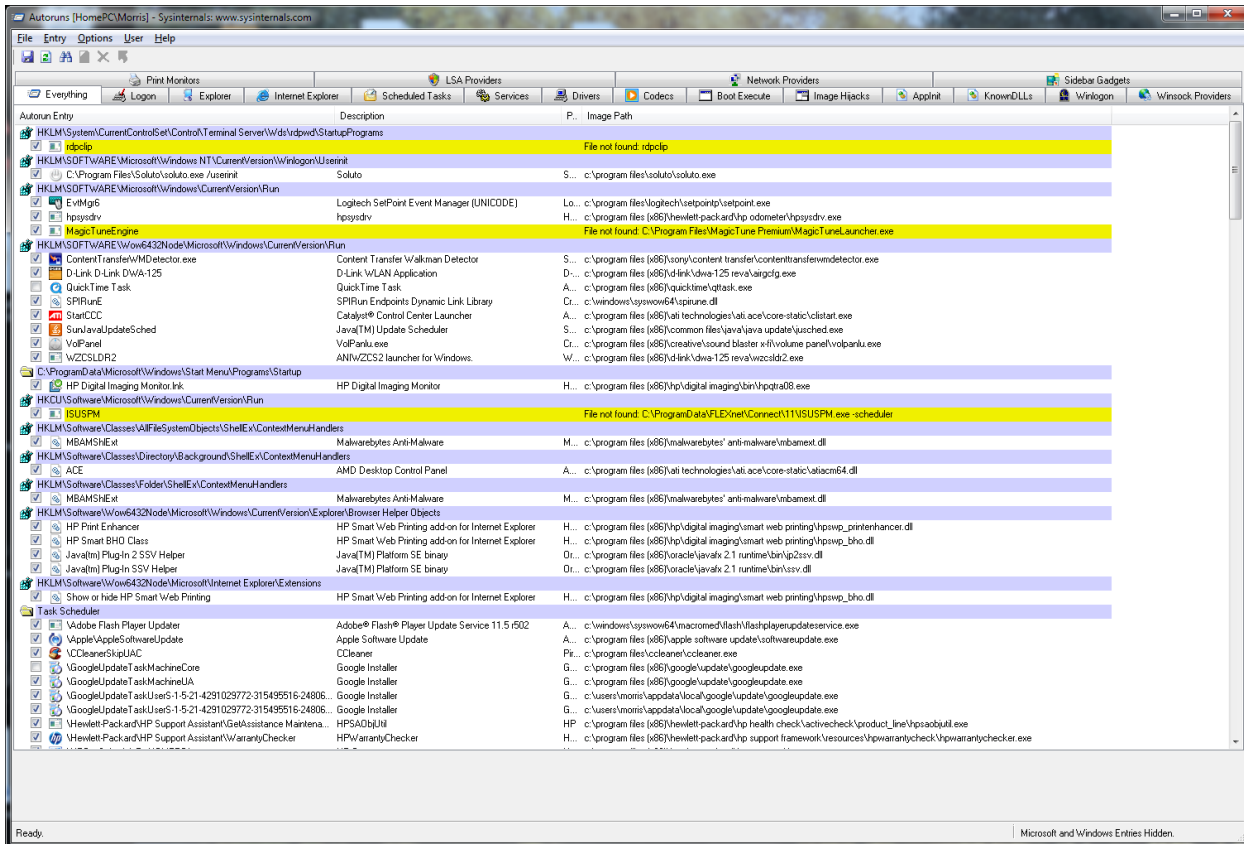 Autoruns [HomePC\Morris] - Sysinternals: www.sysinternals.com
File Entry Options User Help
Print Monitors LSA Providers Network Providers Sidebar Gadgets
Everything Logon Explorer Internet Explorer Scheduled Tasks Services Drivers Codecs Boot Execute Image Hijacks AppInit KnownDLLs Winlogon Winsock Providers
Autorun Entry Description P... Image Path
HKLM\System\CurrentControlSet\Control\Terminal Server\Wds\rdpwd\StartupPrograms
rdpclip File not found: rdpclip
HKLM\SOFTWARE\Microsoft\Windows NT\CurrentVersion\Winlogon\Userinit
C:\Program Files\Soluto\soluto.exe /userinit Soluto S... c:\program files\soluto\soluto.exe
HKLM\SOFTWARE\Microsoft\Windows\CurrentVersion\Run
EvtMgr6 Logitech SetPoint Event Manager (UNICODE) Lo... c:\program files\logitech\setpointp\setpoint.exe
hpsysdrv hpsysdrv H... c:\program files (x86)\hewlett-packard\hp odometer\hpsysdrv.exe
MagicTuneEngine File not found: C:\Program Files\MagicTune Premium\MagicTuneLauncher.exe
HKLM\SOFTWARE\Wow6432Node\Microsoft\Windows\CurrentVersion\Run
ContentTransferWMDetector.exe Content Transfer Walkman Detector S... c:\program files (x86)\sony\content transfer\contenttransferwmdetector.exe
D-Link D-Link DWA-125 D-Link WLAN Application D-... c:\program files (x86)\d-link\dwa-125 reva\airgcfg.exe
QuickTime Task QuickTime Task A... c:\program files (x86)\quicktime\qttask.exe
SPIRunE SPIRun Endpoints Dynamic Link Library Cr... c:\windows\syswow64\spirune.dll
StartCCC Catalyst® Control Center Launcher A... c:\program files (x86)\ati technologies\ati.ace\core-static\clistart.exe
SunJavaUpdateSched Java(TM) Update Scheduler S... c:\program files (x86)\common files\java\java update\jusched.exe
VolPanel VolPanlu.exe Cr... c:\program files (x86)\creative\sound blaster x-fi\volume panel\volpanlu.exe
WZCSLDR2 ANIWZCS2 launcher for Windows. W... c:\program files (x86)\d-link\dwa-125 reva\wzcsldr2.exe
C:\ProgramData\Microsoft\Windows\Start Menu\Programs\Startup
HP Digital Imaging Monitor.lnk HP Digital Imaging Monitor H... c:\program files (x86)\hp\digital imaging\bin\hpqtra08.exe
HKCU\Software\Microsoft\Windows\CurrentVersion\Run
ISUSPM File not found: C:\ProgramData\FLEXnet\Connect\11\ISUSPM.exe -scheduler
HKLM\Software\Classes\AllFileSystemObjects\ShellEx\ContextMenuHandlers
MBAMShlExt Malwarebytes Anti-Malware M... c:\program files (x86)\malwarebytes' anti-malware\mbamext.dll
HKLM\Software\Classes\Directory\Background\ShellEx\ContextMenuHandlers
ACE AMD Desktop Control Panel A... c:\program files (x86)\ati technologies\ati.ace\core-static\atiacm64.dll
HKLM\Software\Classes\Folder\ShellEx\ContextMenuHandlers
MBAMShlExt Malwarebytes Anti-Malware M... c:\program files (x86)\malwarebytes' anti-malware\mbamext.dll
HKLM\Software\Wow6432Node\Microsoft\Windows\CurrentVersion\Explorer\Browser Helper Objects
HP Print Enhancer HP Smart Web Printing add-on for Internet Explorer H... c:\program files (x86)\hp\digital imaging\smart web printing\hpswp_printenhancer.dll
HP Smart BHO Class HP Smart Web Printing add-on for Internet Explorer H... c:\program files (x86)\hp\digital imaging\smart web printing\hpswp_bho.dll
Java(tm) Plug-In 2 SSV Helper Java(TM) Platform SE binary Or... c:\program files (x86)\oracle\javafx 2.1 runtime\bin\jp2ssv.dll
Java(tm) Plug-In SSV Helper Java(TM) Platform SE binary Or... c:\program files (x86)\oracle\javafx 2.1 runtime\bin\ssv.dll
HKLM\Software\Wow6432Node\Microsoft\Internet Explorer\Extensions
Show or hide HP Smart Web Printing HP Smart Web Printing add-on for Internet Explorer H... c:\program files (x86)\hp\digital imaging\smart web printing\hpswp_bho.dll
Task Scheduler
\Adobe Flash Player Updater Adobe® Flash® Player Update Service 11.5 r502 A... c:\windows\syswow64\macromed\flash\flashplayerupdateservice.exe
\Apple\AppleSoftwareUpdate Apple Software Update A... c:\program files (x86)\apple software update\softwareupdate.exe
\CCleanerSkipUAC CCleaner Pir... c:\program files\ccleaner\ccleaner.exe
\GoogleUpdateTaskMachineCore Google Installer G... c:\program files (x86)\google\update\googleupdate.exe
\GoogleUpdateTaskMachineUA Google Installer G... c:\program files (x86)\google\update\googleupdate.exe
\GoogleUpdateTaskUserS-1-5-21-4291029772-315495516-24806... Google Installer G... c:\users\morris\appdata\local\google\update\googleupdate.exe
\GoogleUpdateTaskUserS-1-5-21-4291029772-315495516-24806... Google Installer G... c:\users\morris\appdata\local\google\update\googleupdate.exe
\Hewlett-Packard\HP Support Assistant\GetAssistance Maintena... HPSAObjUtil HP c:\program files (x86)\hewlett-packard\hp health check\activecheck\product_line\hpsaobjutil.exe
\Hewlett-Packard\HP Support Assistant\WarrantyChecker HPWarrantyChecker H... c:\program files (x86)\hewlett-packard\hp support framework\resources\hpwarrantycheck\hpwarrantychecker.exe
Ready. Microsoft and Windows Entries Hidden.